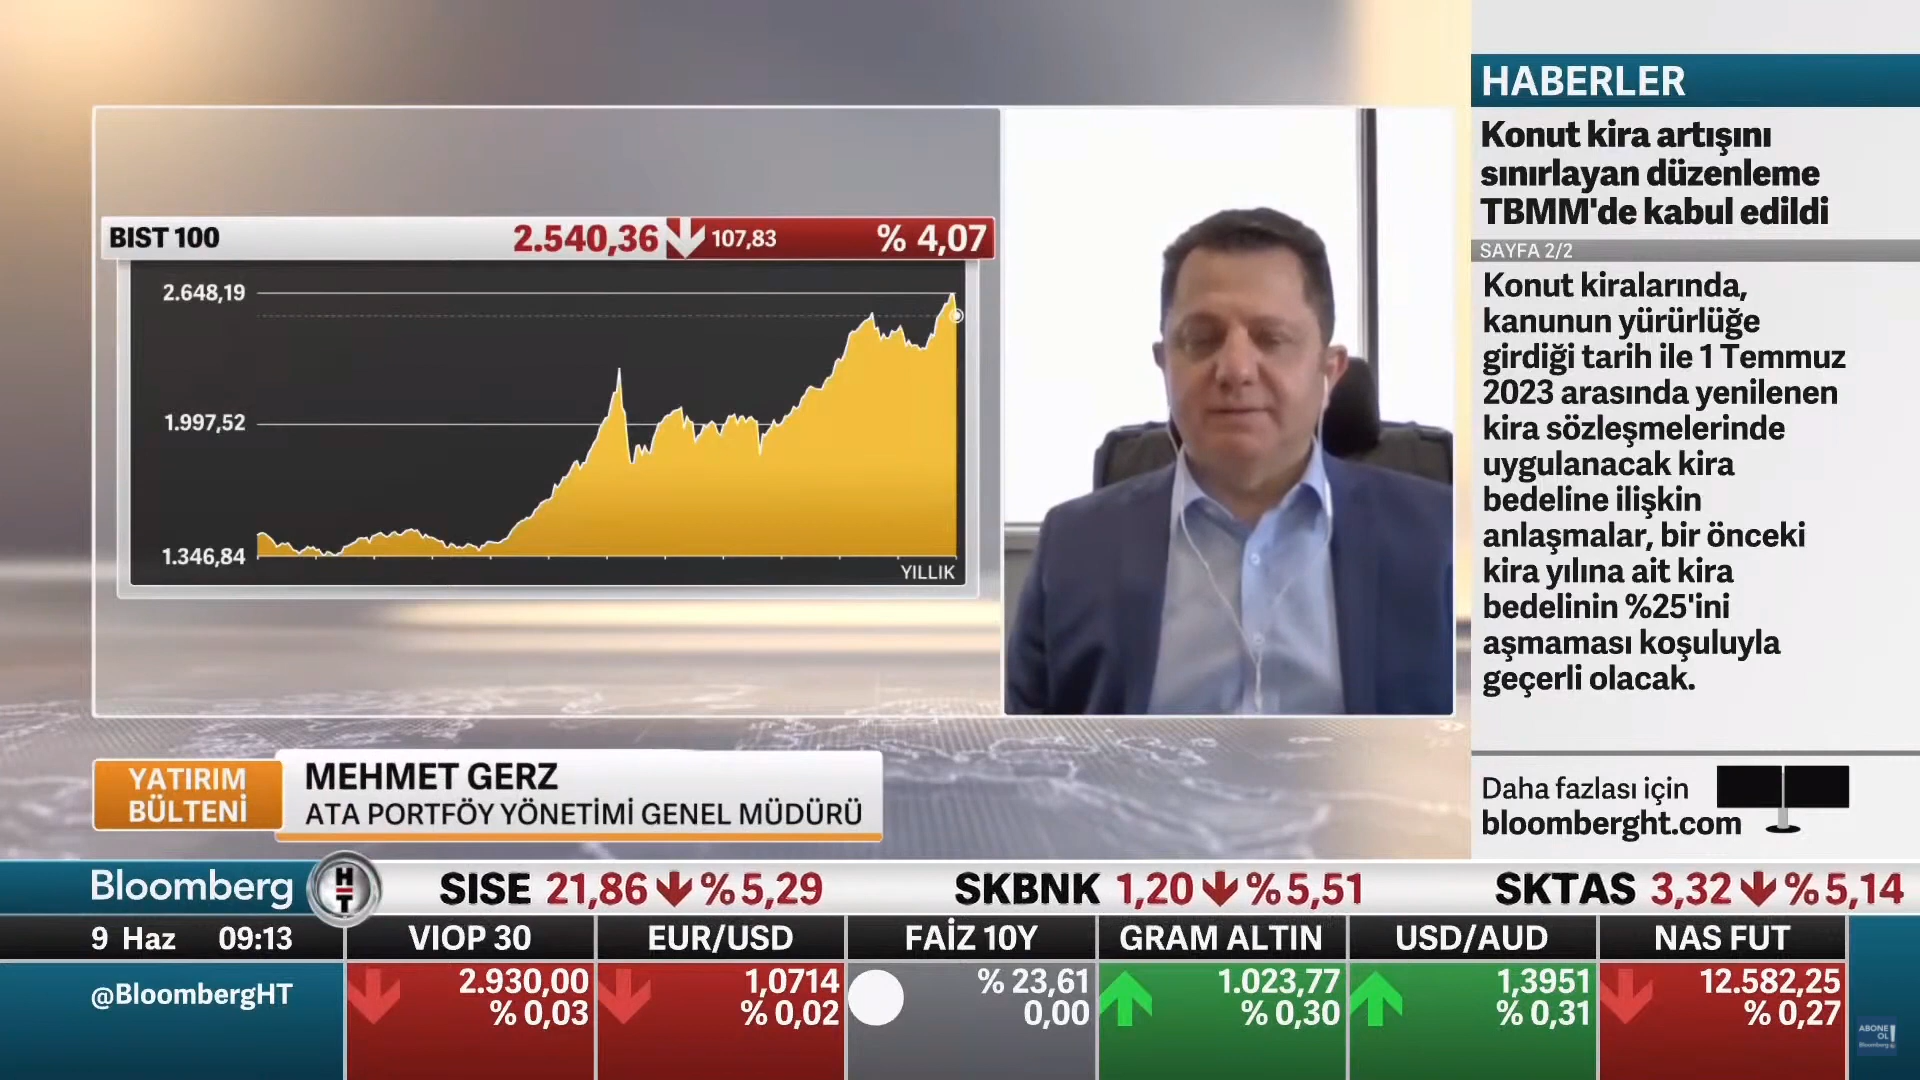 HABERLER
Konut kira artışını
sınırlayan düzenleme
TBMM'de kabul edildi
SAYFA 2/2
Konut kiralarında,
kanunun yürürlüğe
girdiği tarih ile 1 Temmuz
2023 arasında yenilenen
kira sözleşmelerinde
uygulanacak kira
bedeline ilişkin
anlaşmalar, bir önceki
kira yılına ait kira
bedelinin %25'ini
aşmaması koşuluyla
geçerli olacak.
Daha fazlası için
bloomberght.com
BIST 100 2.540,36 107,83 % 4,07
2.648,19
1.997,52
1.346,84
YILLIK
YATIRIM
BÜLTENİ
MEHMET GERZ
ATA PORTFÖY YÖNETİMİ GENEL MÜDÜRÜ
Bloomberg HT
SISE 21,86 % 5,29 SKBNK 1,20 % 5,51 SKTAS 3,32 % 5,14
9 Haz 09:13
@BloombergHT
VIOP 30
2.930,00
% 0,03
EUR/USD
1,0714
% 0,02
FAİZ 10Y
% 23,61
0,00
GRAM ALTIN
1.023,77
% 0,30
USD/AUD
1,3951
% 0,31
NAS FUT
12.582,25
% 0,27
ABONE
OL!
Bloomberg